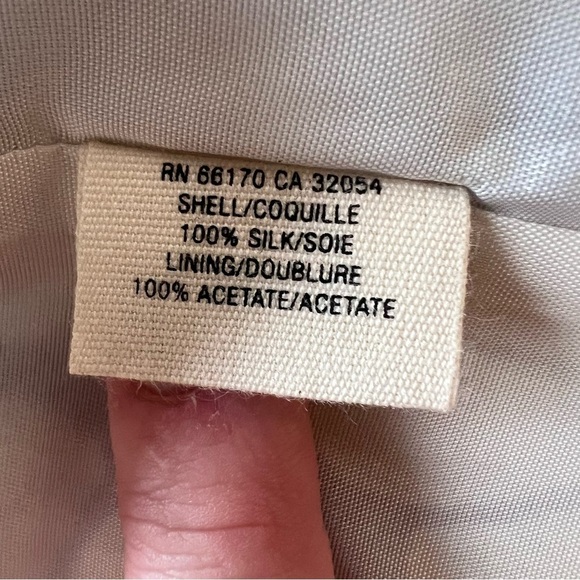 RN 66170 CA 32054
SHELL/COQUILLE
100% SILK/SOIE
LINING/DOUBLURE
100% ACETATE/ACETATE